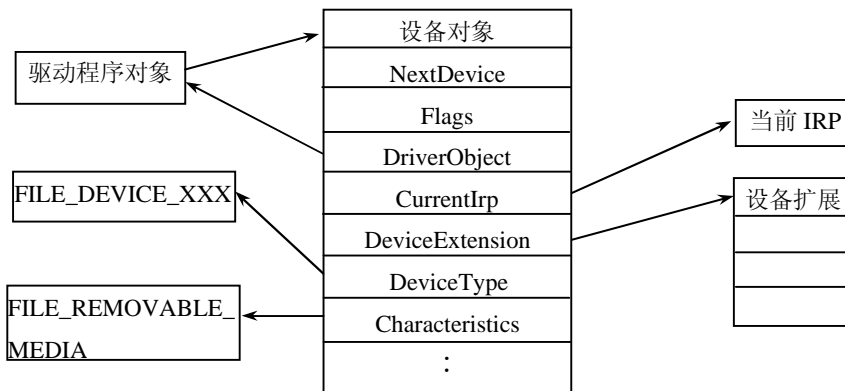 设备对象
驱动程序对象
NextDevice
Flags
当前 IRP
DriverObject
FILE_DEVICE_XXX
CurrentIrp
设备扩展
DeviceExtension
DeviceType
FILE_REMOVABLE_
MEDIA
Characteristics
: